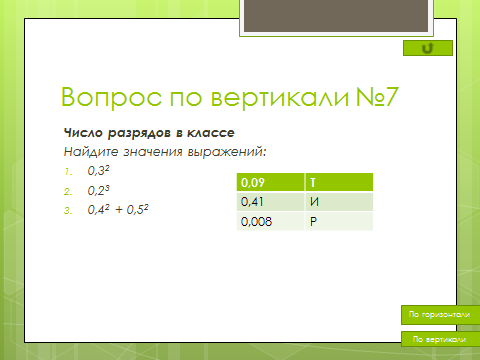 Вопрос по вертикали №7
Число разрядов в классе
Найдите значения выражений:
1. 0,3²
2. 0,2³
3. 0,4² + 0,5²
0,09 Т
0,41 И
0,008 Р
По горизонтали
По вертикали